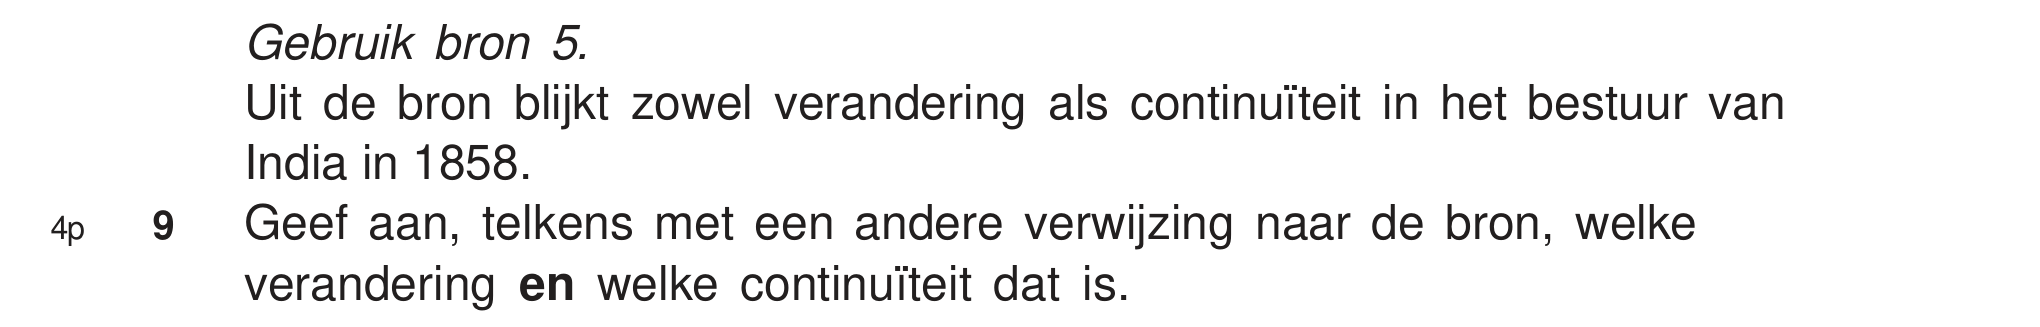 Gebruik bron 5.
Uit de bron blijkt zowel verandering als continuïteit in het bestuur van
India in 1858.
4p 9 Geef aan, telkens met een andere verwijzing naar de bron, welke
verandering en welke continuïteit dat is.